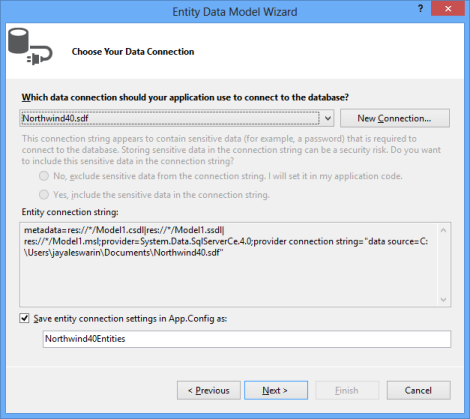 Entity Data Model Wizard
?
Choose Your Data Connection
Which data connection should your application use to connect to the database?
Northwind40.sdf
New Connection...
This connection string appears to contain sensitive data (for example, a password) that is required
to connect to the database. Storing sensitive data in the connection string can be a security risk. Do you want
to include this sensitive data in the connection string?
No, exclude sensitive data from the connection string. I will set it in my application code.
Yes, include the sensitive data in the connection string.
Entity connection string:
metadata=res://*/Model1.csdl|res://*/Model1.ssdl|
res://*/Model1.msl;provider=System.Data.SqlServerCe.4.0;provider connection string="data source=C:
\Users\jayaleswarin\Documents\Northwind40.sdf"
Save entity connection settings in App.Config as:
Northwind40Entities
< Previous
Next >
Finish
Cancel